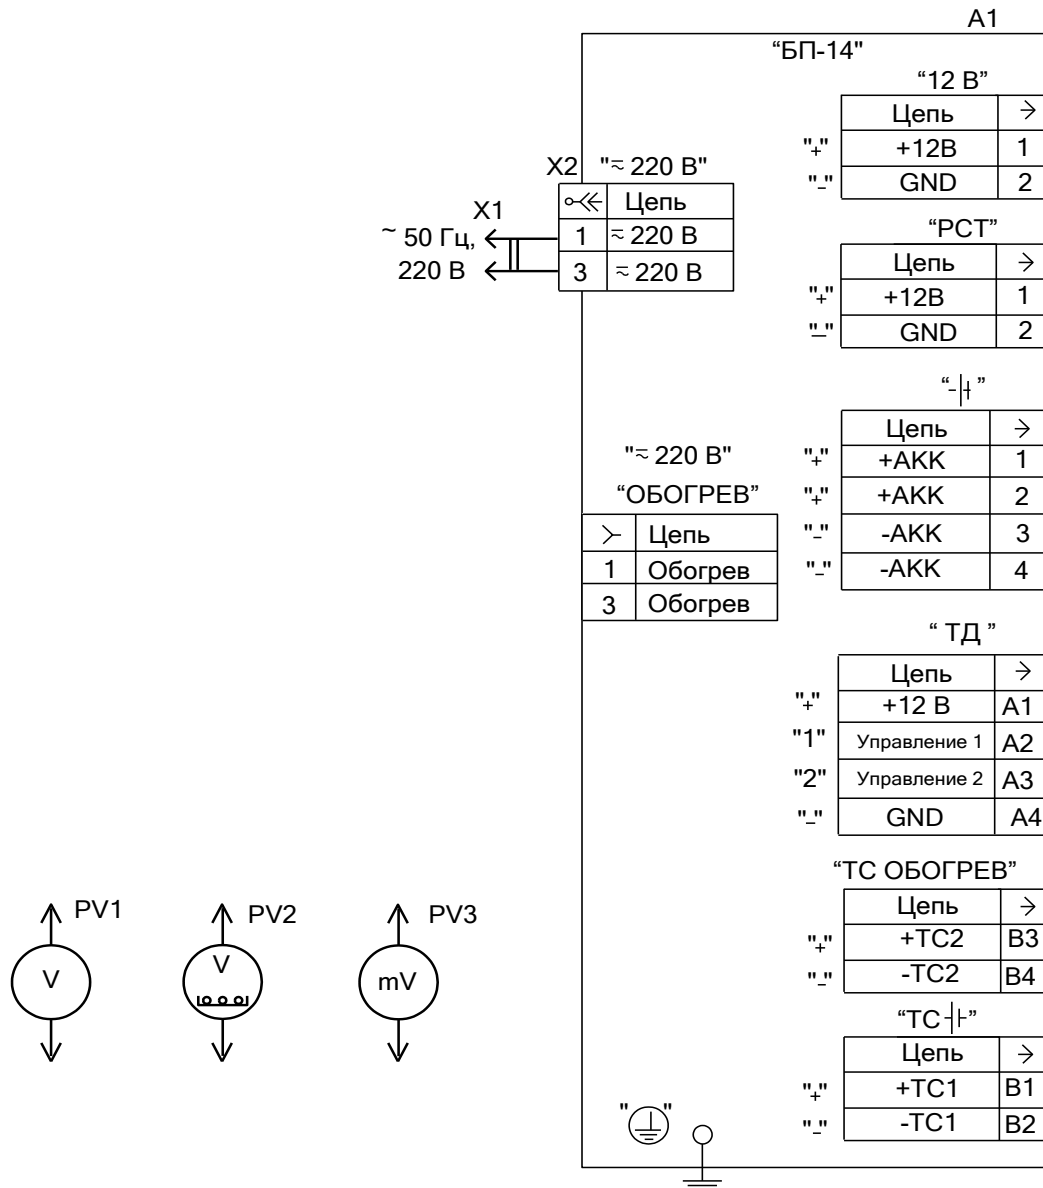 А1
“БП-14"
“12 В”
Цепь
"+" +12В 1
"-" GND 2
X2 "≂ 220 В"
Цепь
1 ≂ 220 В
3 ≂ 220 В
X1
~ 50 Гц,
220 В
“РСТ”
Цепь
"+" +12В 1
"-" GND 2
“-||+”
Цепь
"+" +АКК 1
"+" +АКК 2
"-" -АКК 3
"-" -АКК 4
"≂ 220 В"
“ОБОГРЕВ”
Цепь
1 Обогрев
3 Обогрев
“ ТД ”
Цепь
"+" +12 В А1
"1" Управление 1 А2
"2" Управление 2 А3
"-" GND А4
“ТС ОБОГРЕВ”
Цепь
"+" +ТС2 В3
"-" -ТС2 В4
“ТС ”
Цепь
"+" +ТС1 В1
"-" -ТС1 В2
PV1
V
PV2
V
PV3
mV